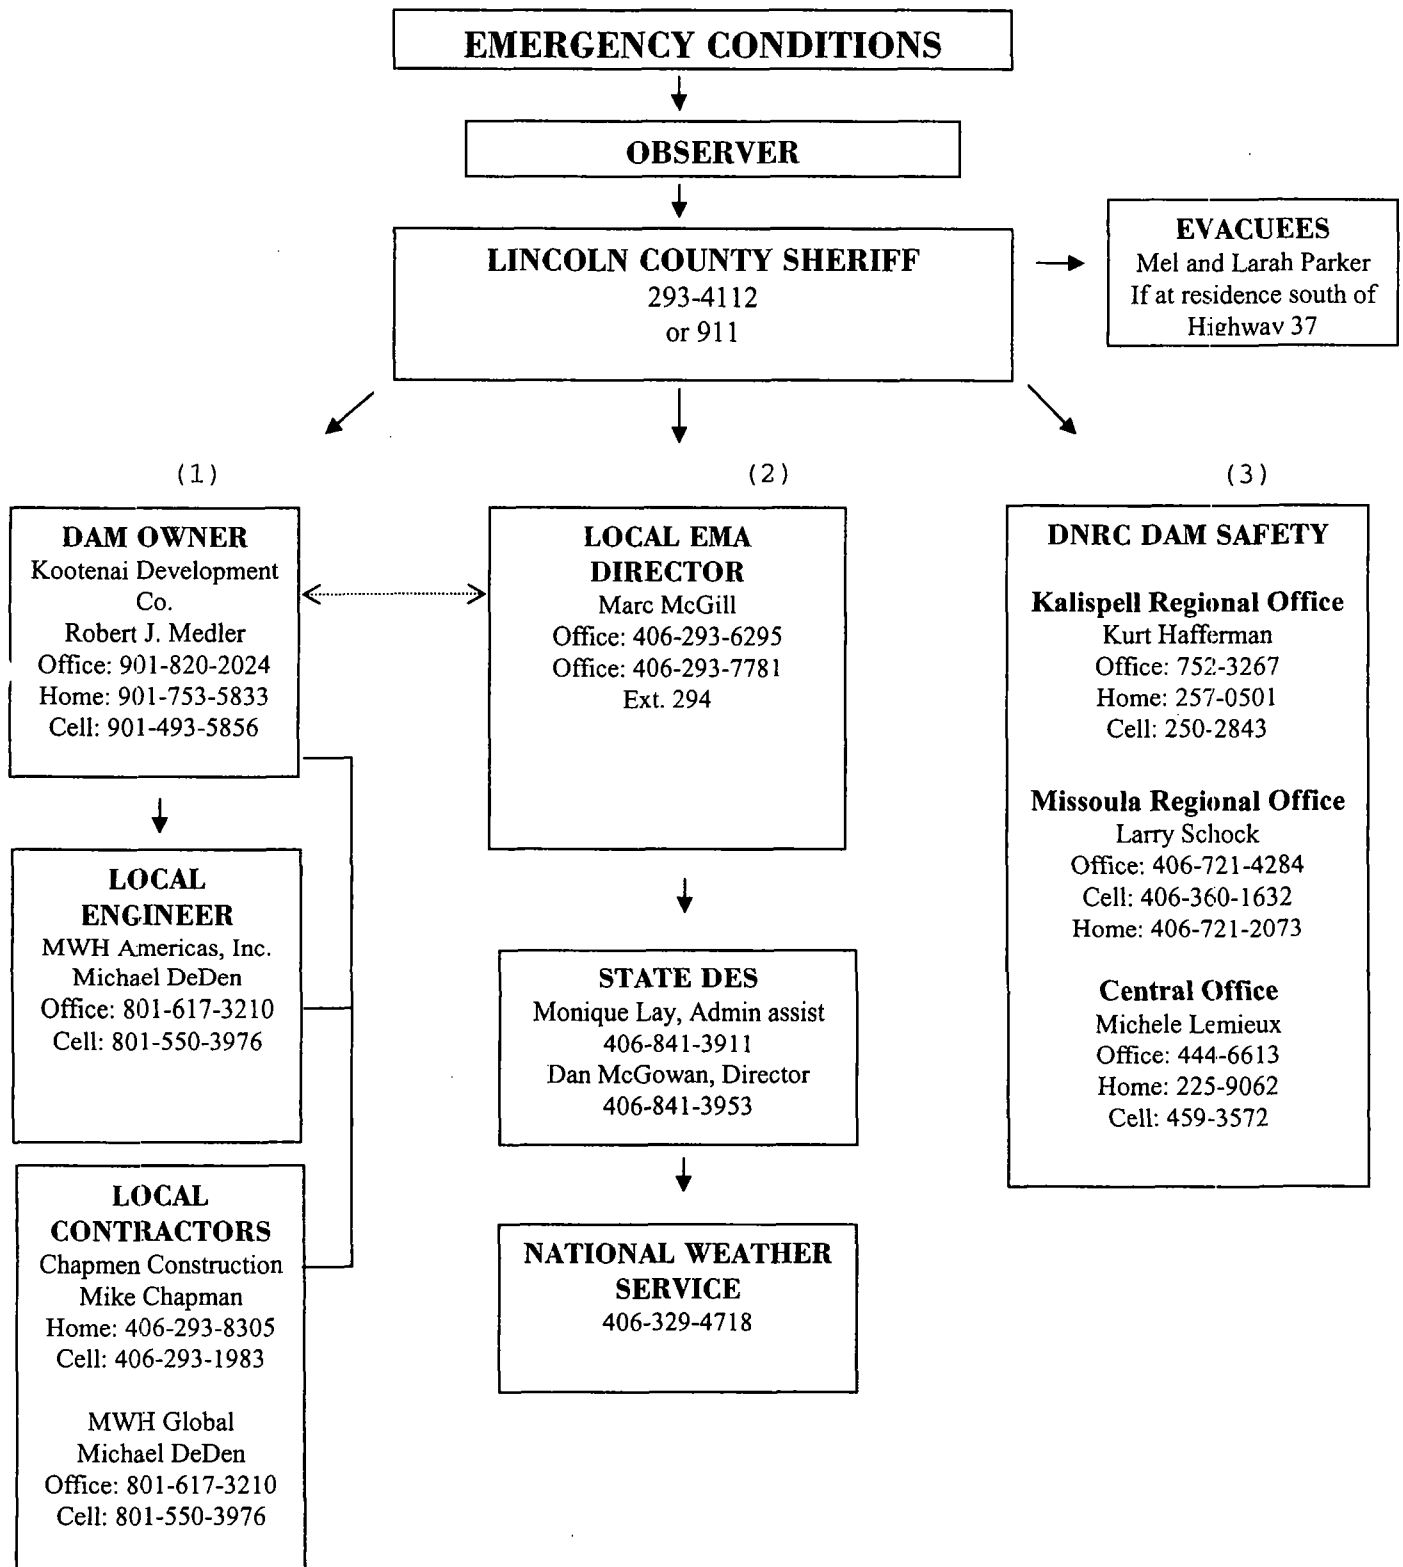 EMERGENCY CONDITIONS
OBSERVER
LINCOLN COUNTY SHERIFF
293-4112
or 911
EVACUEES
Mel and Larah Parker
If at residence south of
Highway 37
(1)
DAM OWNER
Kootenai Development
Co.
Robert J. Medler
Office: 901-820-2024
Home: 901-753-5833
Cell: 901-493-5856
LOCAL
ENGINEER
MWH Americas, Inc.
Michael DeDen
Office: 801-617-3210
Cell: 801-550-3976
LOCAL
CONTRACTORS
Chapmen Construction
Mike Chapman
Home: 406-293-8305
Cell: 406-293-1983
MWH Global
Michael DeDen
Office: 801-617-3210
Cell: 801-550-3976
(2)
LOCAL EMA
DIRECTOR
Marc McGill
Office: 406-293-6295
Office: 406-293-7781
Ext. 294
STATE DES
Monique Lay, Admin assist
406-841-3911
Dan McGowan, Director
406-841-3953
NATIONAL WEATHER
SERVICE
406-329-4718
(3)
DNRC DAM SAFETY
Kalispell Regional Office
Kurt Hafferman
Office: 752-3267
Home: 257-0501
Cell: 250-2843
Missoula Regional Office
Larry Schock
Office: 406-721-4284
Cell: 406-360-1632
Home: 406-721-2073
Central Office
Michele Lemieux
Office: 444-6613
Home: 225-9062
Cell: 459-3572